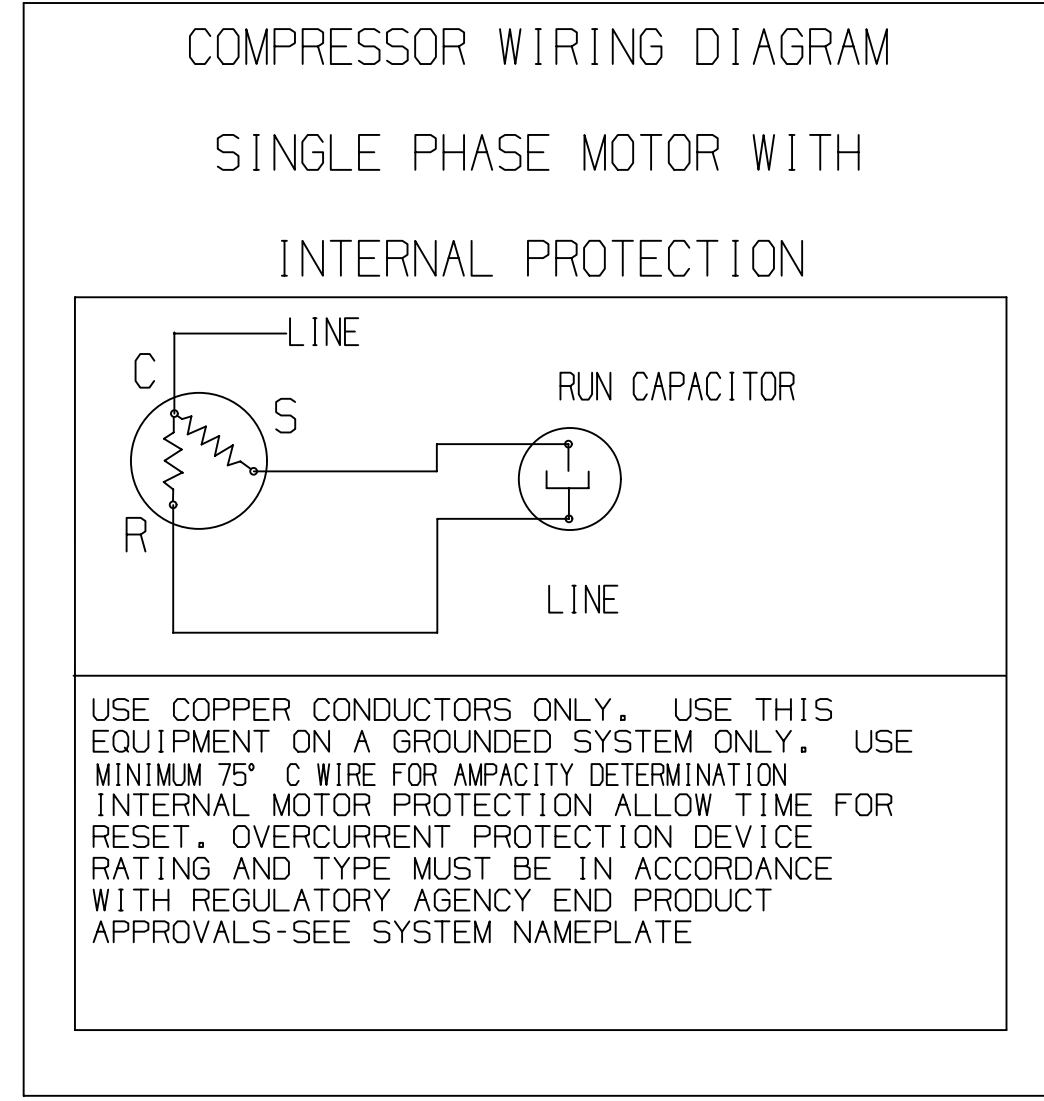 COMPRESSOR WIRING DIAGRAM
SINGLE PHASE MOTOR WITH
INTERNAL PROTECTION
LINE
C
RUN CAPACITOR
S
R
LINE
USE COPPER CONDUCTORS ONLY. USE THIS
EQUIPMENT ON A GROUNDED SYSTEM ONLY. USE
MINIMUM 75° C WIRE FOR AMPACITY DETERMINATION
INTERNAL MOTOR PROTECTION ALLOW TIME FOR
RESET. OVERCURRENT PROTECTION DEVICE
RATING AND TYPE MUST BE IN ACCORDANCE
WITH REGULATORY AGENCY END PRODUCT
APPROVALS-SEE SYSTEM NAMEPLATE